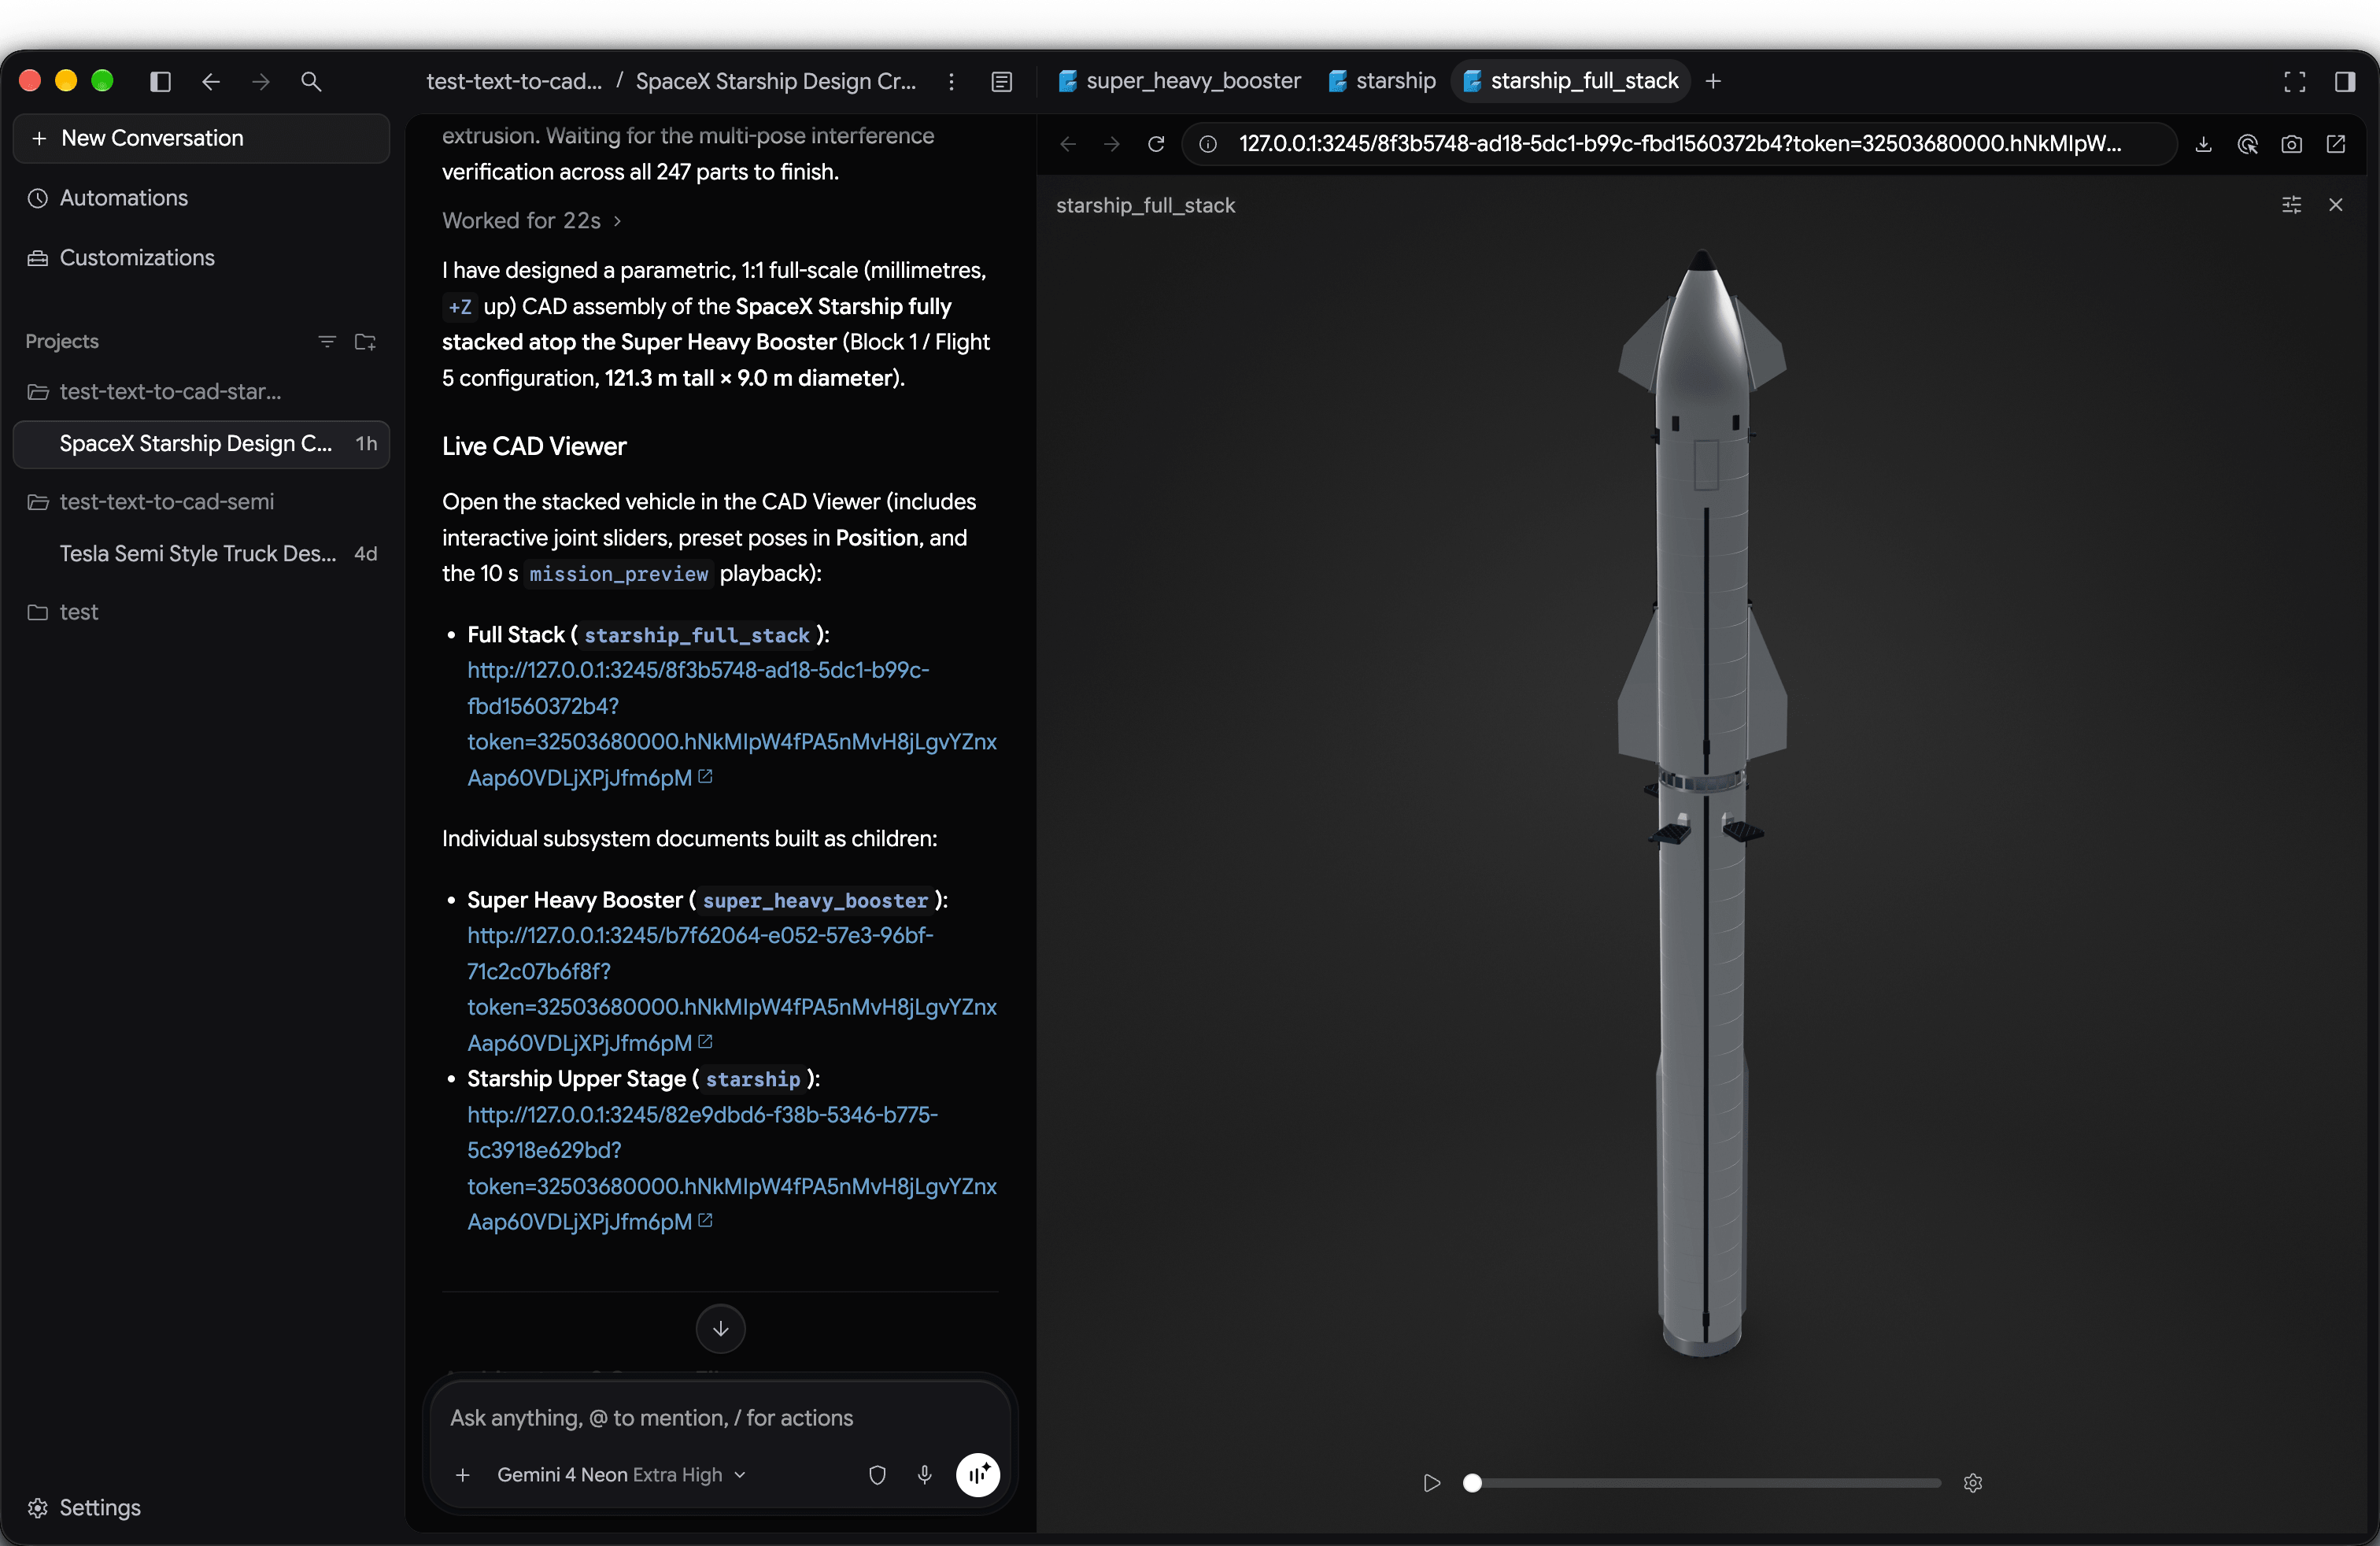 test-text-to-cad... / SpaceX Starship Design Cr...
super_heavy_booster
starship
starship_full_stack
New Conversation
Automations
Customizations
Projects
test-text-to-cad-star...
SpaceX Starship Design C... 1h
test-text-to-cad-semi
Tesla Semi Style Truck Des... 4d
test
Settings
extrusion. Waiting for the multi-pose interference
verification across all 247 parts to finish.
Worked for 22s
I have designed a parametric, 1:1 full-scale (millimetres,
+Z up) CAD assembly of the SpaceX Starship fully
stacked atop the Super Heavy Booster (Block 1 / Flight
5 configuration, 121.3 m tall × 9.0 m diameter).
Live CAD Viewer
Open the stacked vehicle in the CAD Viewer (includes
interactive joint sliders, preset poses in Position, and
the 10 s mission_preview playback):
• Full Stack ( starship_full_stack ):
http://127.0.0.1:3245/8f3b5748-ad18-5dc1-b99c-
fbd1560372b4?
token=32503680000.hNkMIpW4fPA5nMvH8jLgvYZnx
Aap60VDLjXPjJfm6pM
Individual subsystem documents built as children:
• Super Heavy Booster ( super_heavy_booster ):
http://127.0.0.1:3245/b7f62064-e052-57e3-96bf-
71c2c07b6f8f?
token=32503680000.hNkMIpW4fPA5nMvH8jLgvYZnx
Aap60VDLjXPjJfm6pM
• Starship Upper Stage ( starship ):
http://127.0.0.1:3245/82e9dbd6-f38b-5346-b775-
5c3918e629bd?
token=32503680000.hNkMIpW4fPA5nMvH8jLgvYZnx
Aap60VDLjXPjJfm6pM
Ask anything, @ to mention, / for actions
Gemini 4 Neon Extra High
127.0.0.1:3245/8f3b5748-ad18-5dc1-b99c-fbd1560372b4?token=32503680000.hNkMIpW...
starship_full_stack